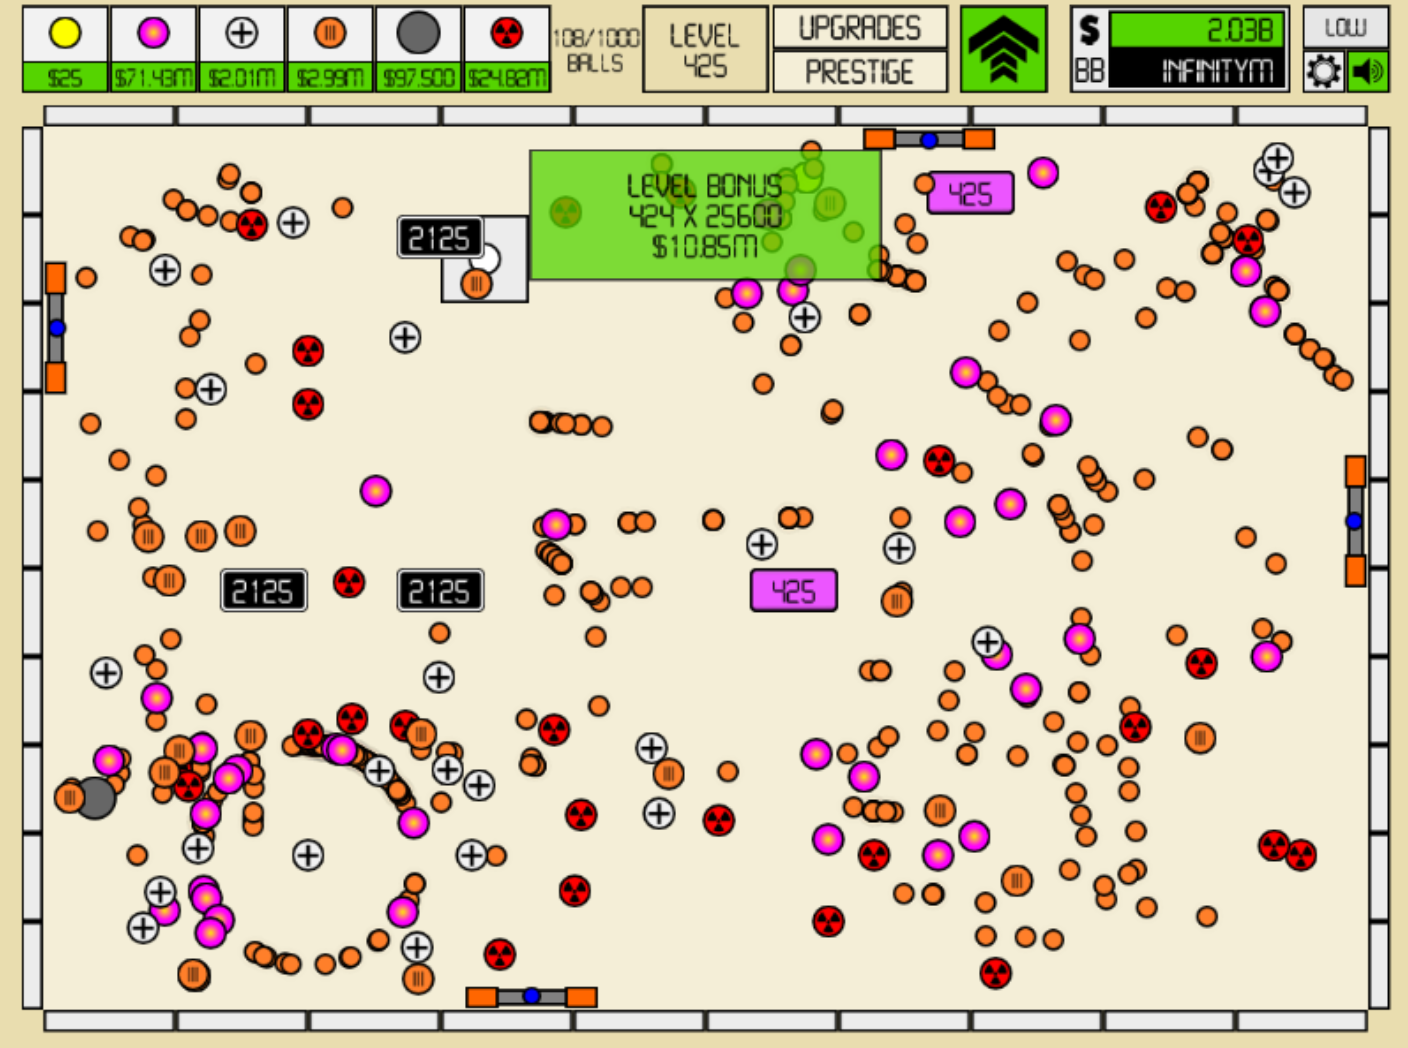 $25
$71.43M
$2.01M
$2.99M
$97.500
$24.82M
108/1000
BALLS
LEVEL
425
UPGRADES
PRESTIGE
$
2.03B
BB
INFINITYM
LOW
LEVEL BONUS
424 X 25600
$10.85M
425
2125
2125
2125
425